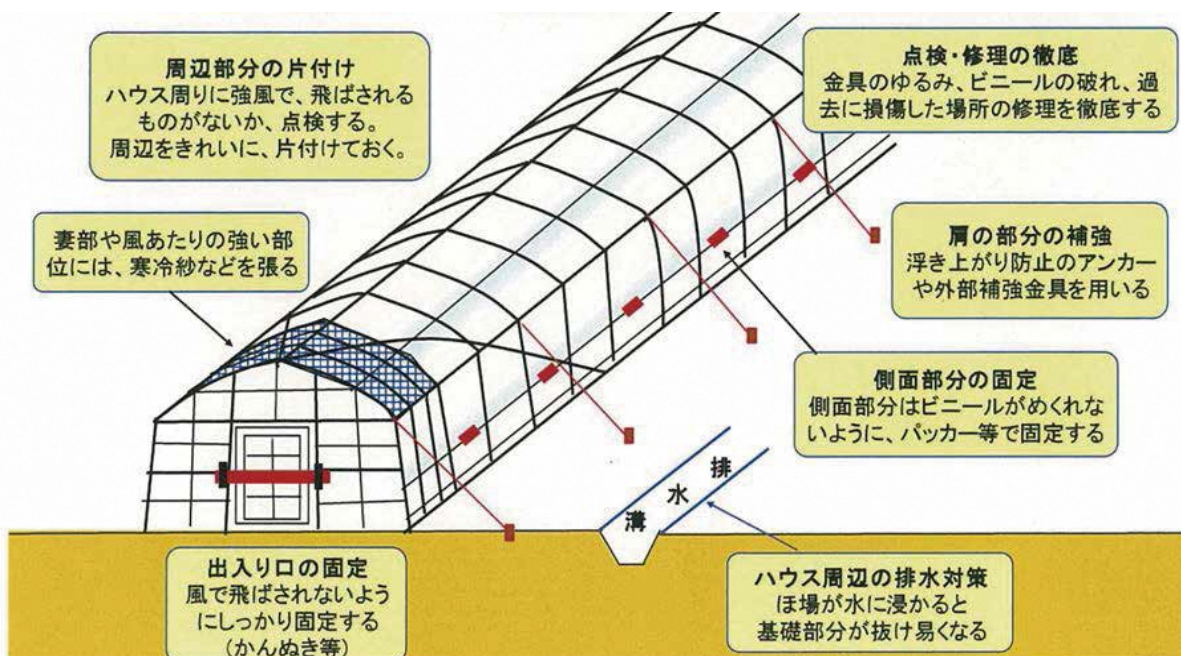 周辺部分の片付け
ハウス周りに強風で、飛ばされる
ものがないか、点検する。
周辺をきれいに、片付けておく。
点検・修理の徹底
金具のゆるみ、ビニールの破れ、過
去に損傷した場所の修理を徹底する
妻部や風あたりの強い部
位には、寒冷紗などを張る
肩の部分の補強
浮き上がり防止のアンカー
や外部補強金具を用いる
側面部分の固定
側面部分はビニールがめくれな
いように、パッカー等で固定する
排
水
溝
出入り口の固定
風で飛ばされないよう
にしっかり固定する
(かんぬき等)
ハウス周辺の排水対策
ほ場が水に浸かると
基礎部分が抜け易くなる